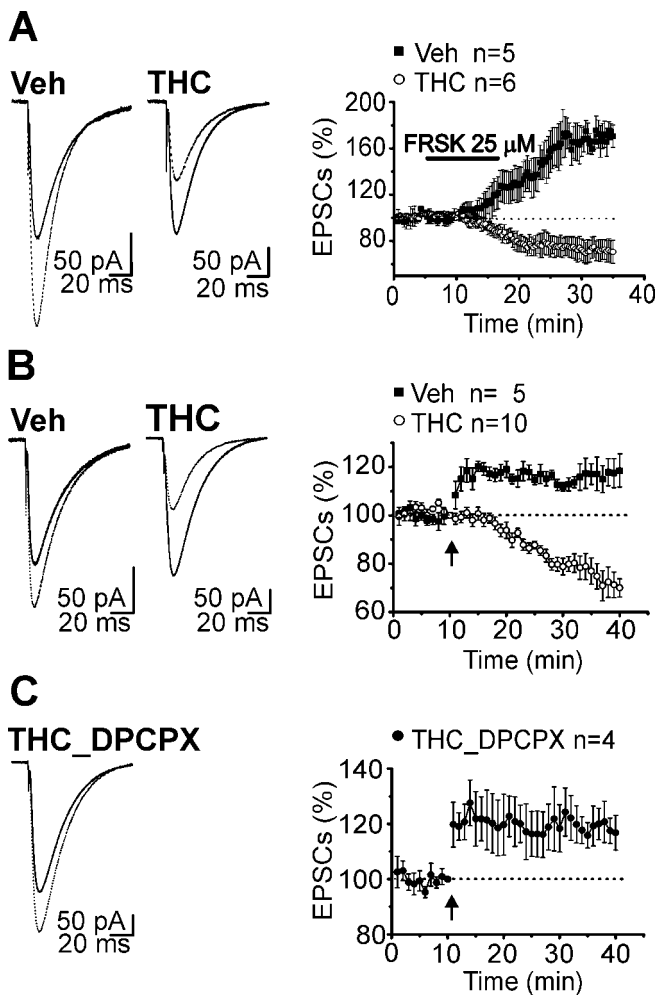 A
Veh THC
50 pA
20 ms
50 pA
20 ms
■ Veh n=5
○ THC n=6
EPSCs (%)
200
160
120
80
FRSK 25 µM
0 10 20 30 40
Time (min)
B
Veh THC
50 pA
20 ms
50 pA
20 ms
■ Veh n= 5
○ THC n=10
EPSCs (%)
120
100
80
60
0 10 20 30 40
Time (min)
C
THC_DPCPX
50 pA
20 ms
● THC_DPCPX n=4
EPSCs (%)
140
120
100
80
0 10 20 30 40
Time (min)